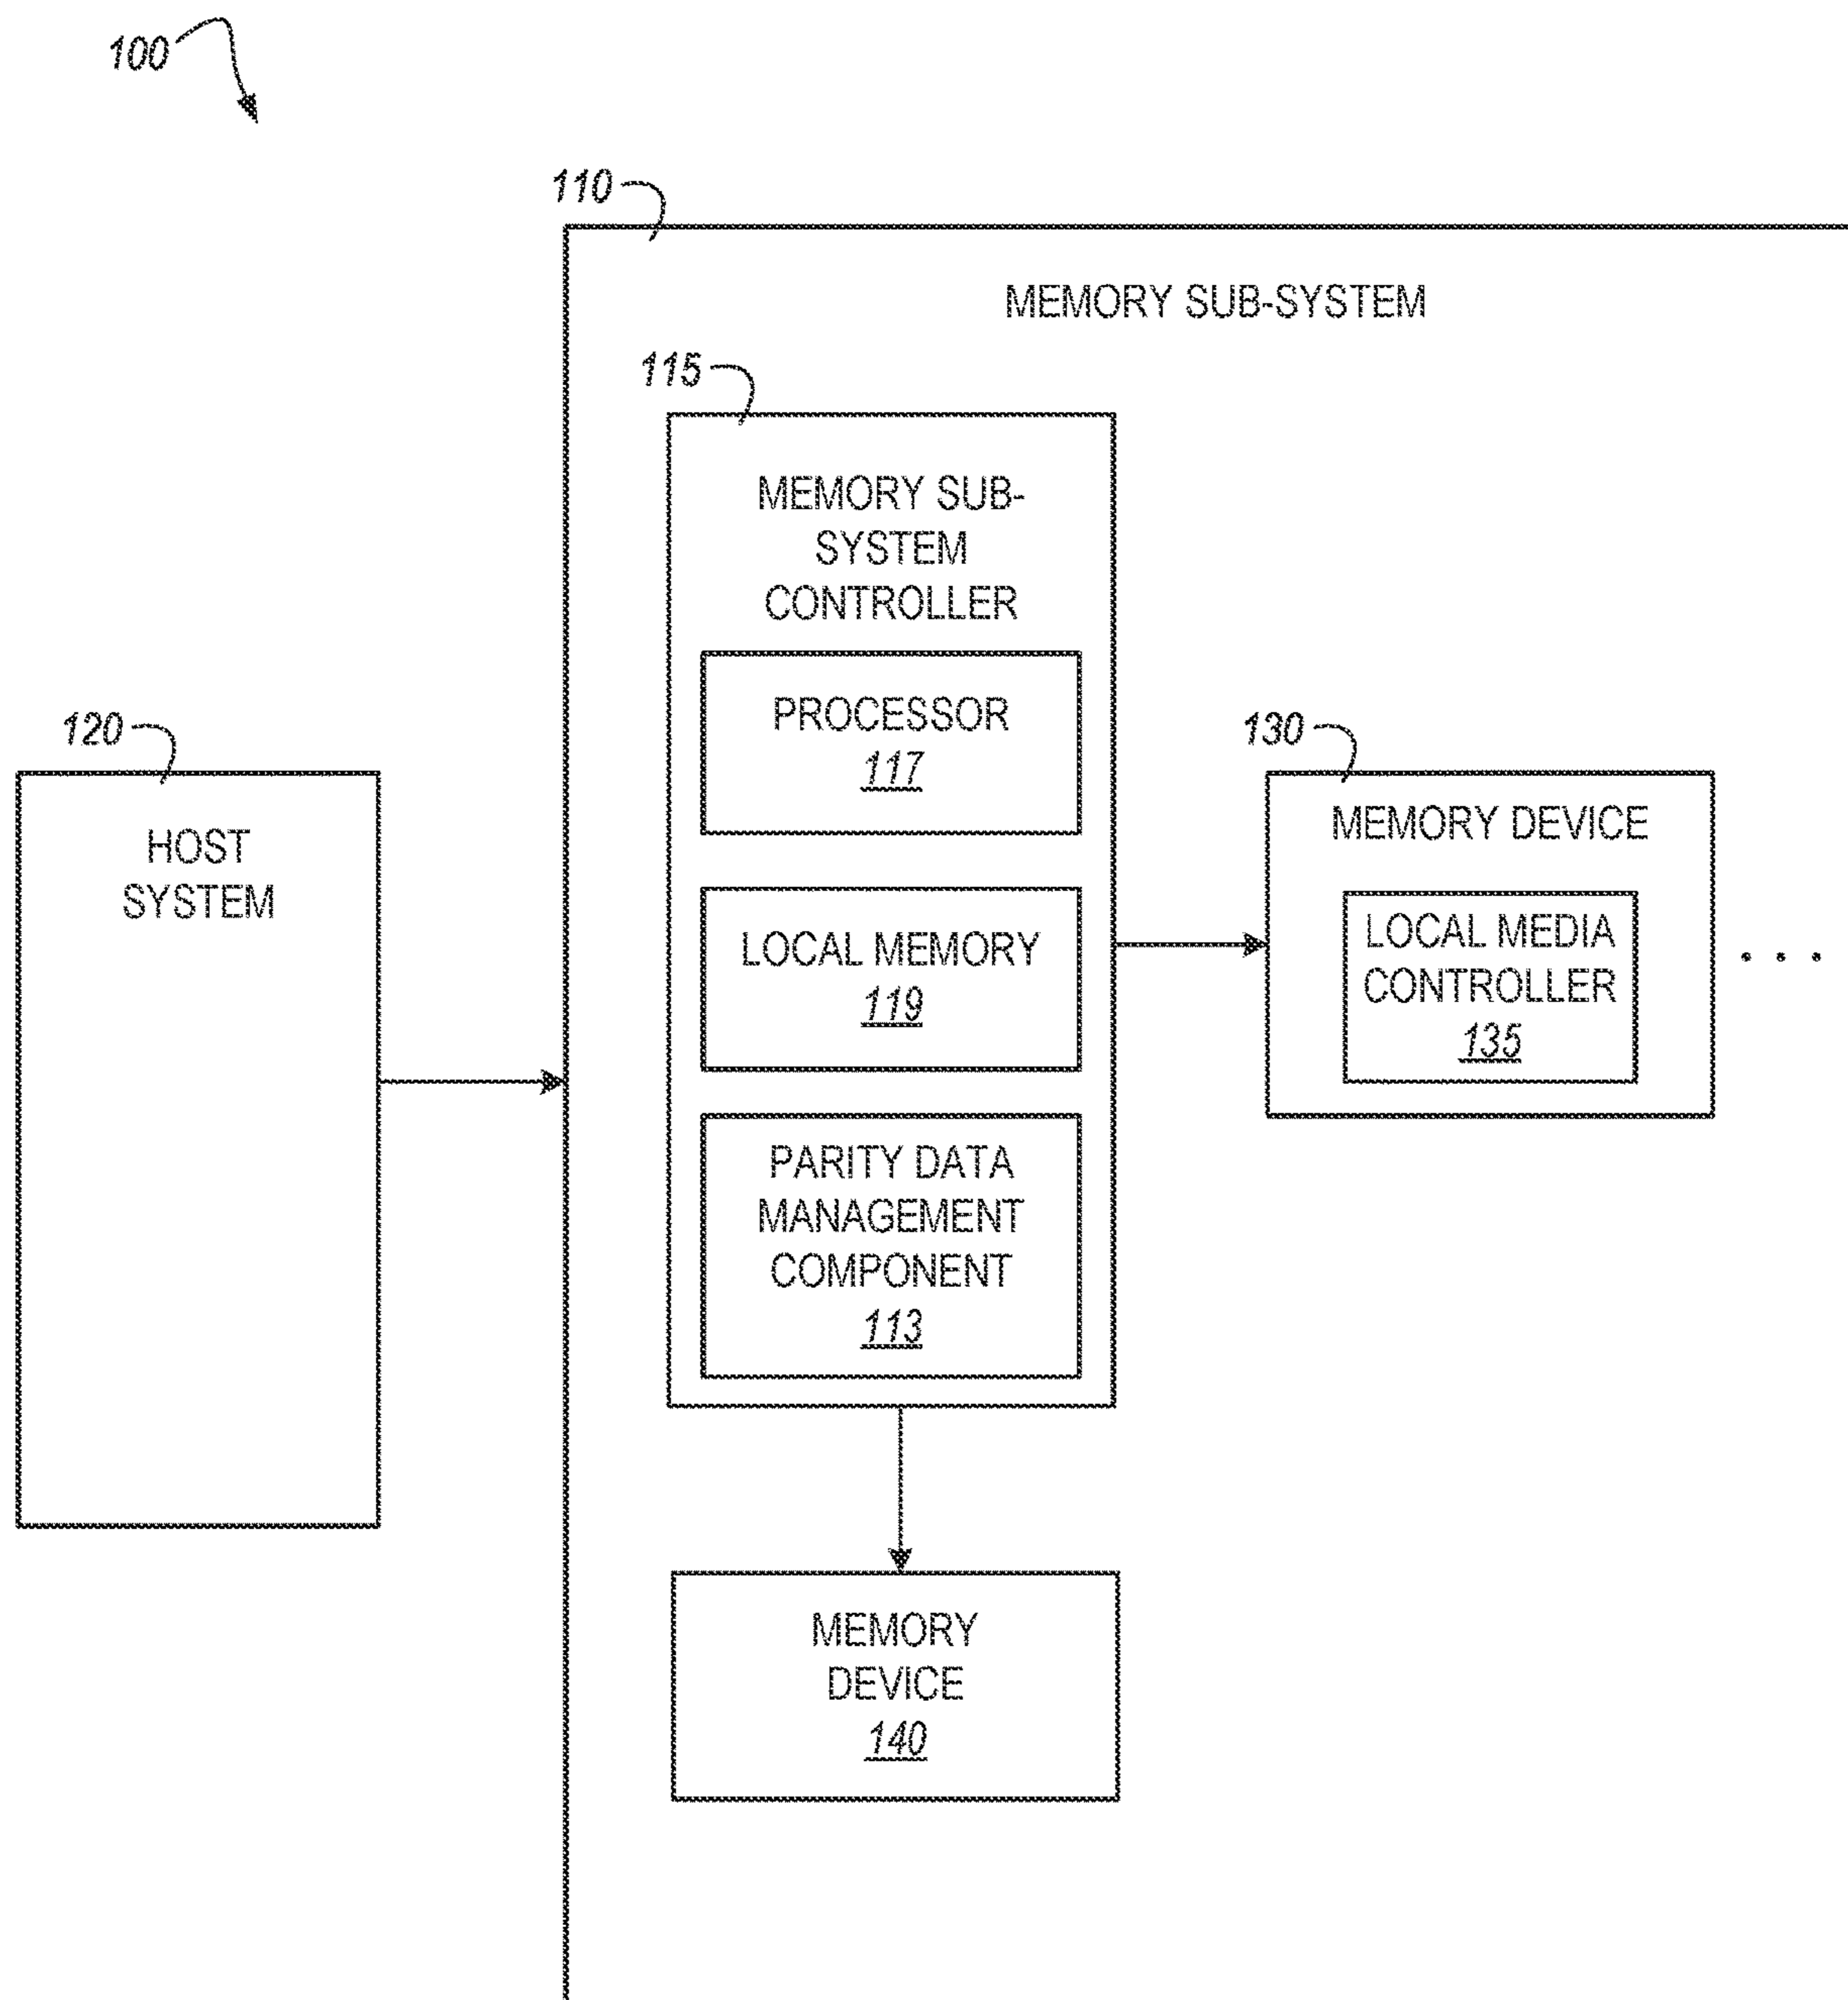 100
110
MEMORY SUB-SYSTEM
115
MEMORY SUB-
SYSTEM
CONTROLLER
PROCESSOR
117
120
HOST
SYSTEM
130
MEMORY DEVICE
LOCAL MEDIA
CONTROLLER
135
. . .
LOCAL MEMORY
119
PARITY DATA
MANAGEMENT
COMPONENT
113
MEMORY
DEVICE
140